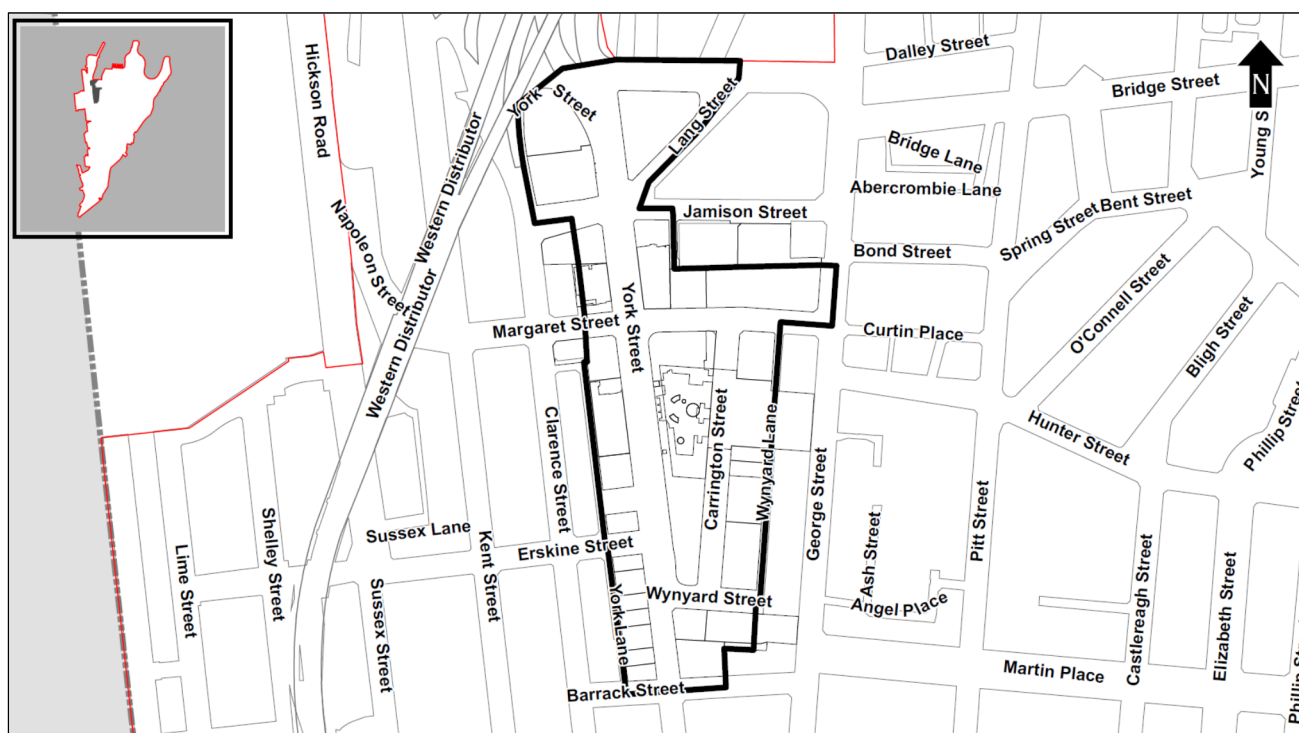 Dalley Street
Hickson Road
N
Bridge Street
York
Street
Young S
Lang Street
Bridge Lane
Western Distributor
Abercrombie Lane
Bent Street
Jamison Street
Napoleon Street
Spring Street
Bond Street
Western Distributor
York Street
Margaret Street
Curtin Place
O'Connell Street
Bligh Street
Phillip Street
Clarence Street
Carrington Street
Wynyard Lane
George Street
Hunter Street
Sussex Lane
Kent Street
Erskine Street
Pitt Street
Ash Street
Lime Street
Shelley Street
Sussex Street
York Lane
Wynyard Street
Angel Place
Castlereagh Street
Elizabeth Street
Martin Place
Barrack Street
Phillip Stre